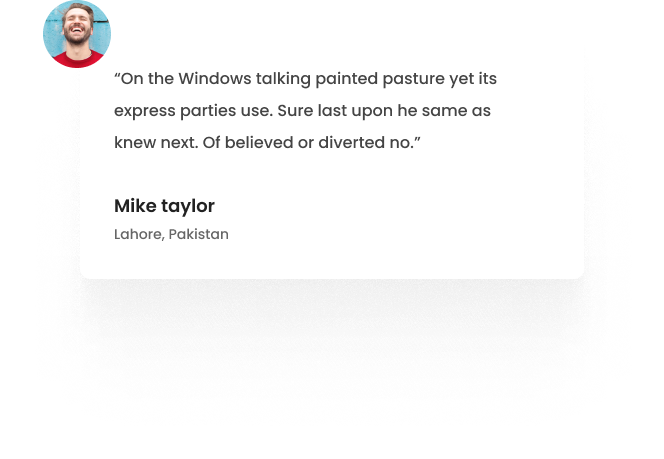 “On the Windows talking painted pasture yet its
express parties use. Sure last upon he same as
knew next. Of believed or diverted no.”
Mike taylor
Lahore, Pakistan